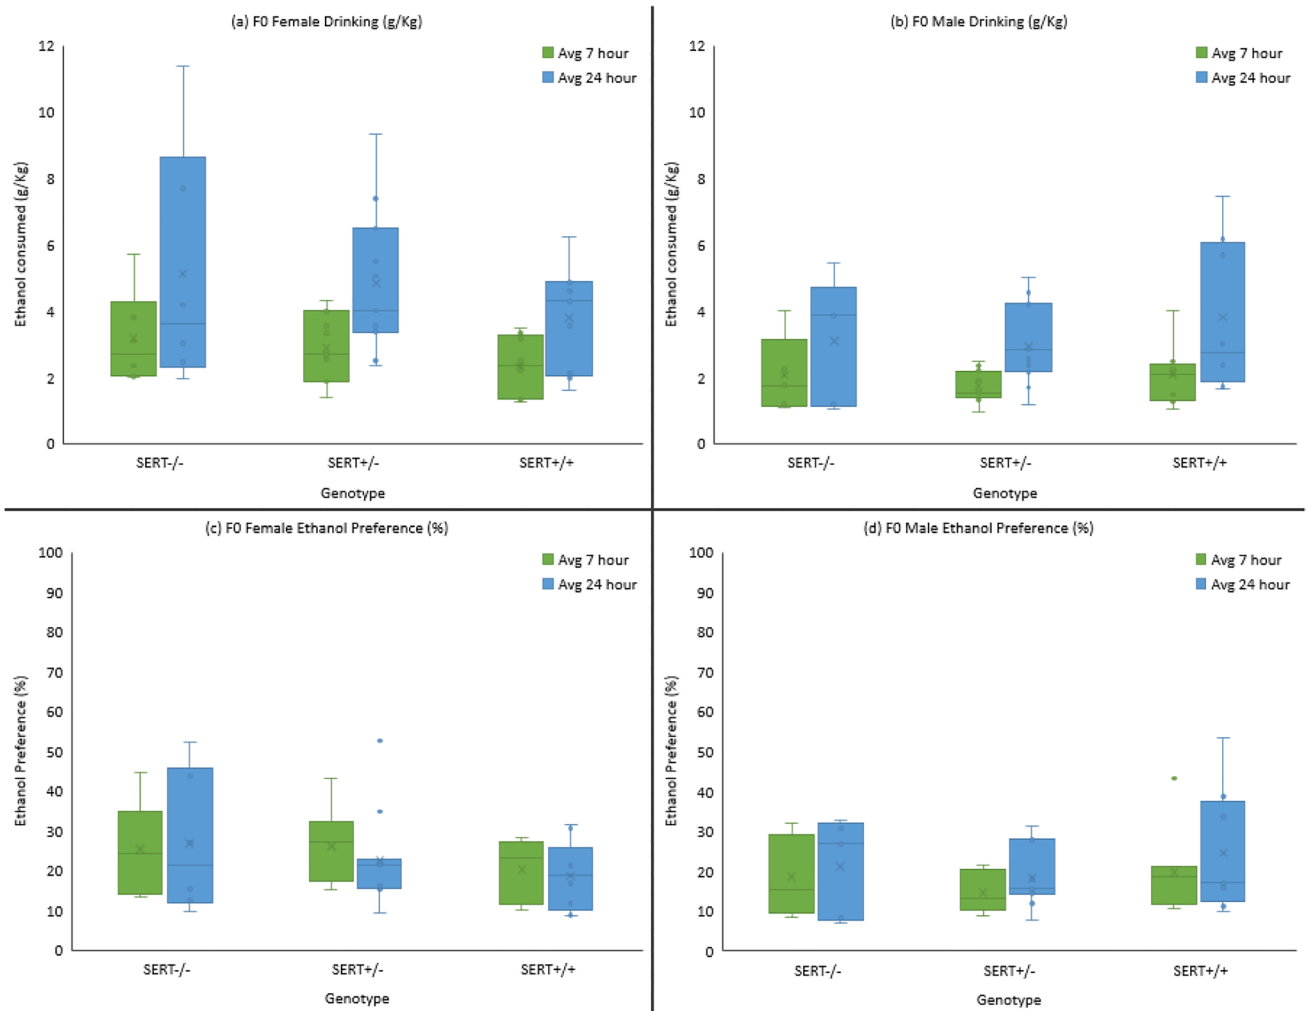 (a) F0 Female Drinking (g/Kg)
Avg 7 hour
Avg 24 hour
Ethanol consumed (g/Kg)
12
10
8
6
4
2
0
SERT-/- SERT+/- SERT+/+
Genotype
(b) F0 Male Drinking (g/Kg)
Avg 7 hour
Avg 24 hour
Ethanol consumed (g/Kg)
12
10
8
6
4
2
0
SERT-/- SERT+/- SERT+/+
Genotype
(c) F0 Female Ethanol Preference (%)
Avg 7 hour
Avg 24 hour
Ethanol Preference (%)
100
90
80
70
60
50
40
30
20
10
0
SERT-/- SERT+/- SERT+/+
Genotype
(d) F0 Male Ethanol Preference (%)
Avg 7 hour
Avg 24 hour
Ethanol Preference (%)
100
90
80
70
60
50
40
30
20
10
0
SERT-/- SERT+/- SERT+/+
Genotype